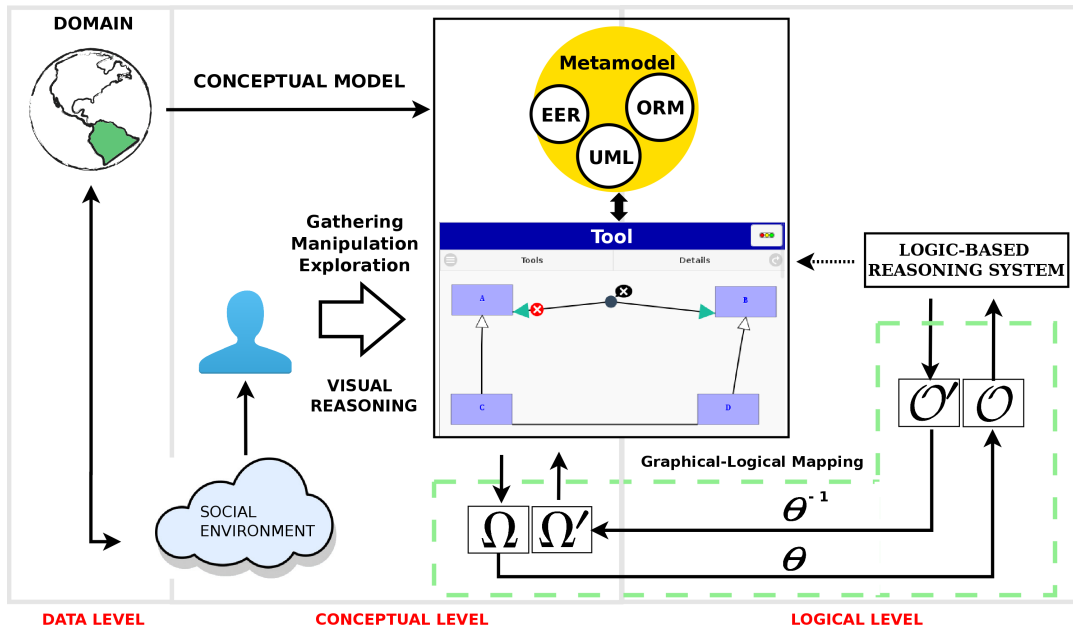 DOMAIN
CONCEPTUAL MODEL
Metamodel
EER
ORM
UML
Gathering
Manipulation
Exploration
Tool
Tools
Details
A
B
C
D
LOGIC-BASED
REASONING SYSTEM
VISUAL
REASONING
𝒪′
𝒪
Graphical-Logical Mapping
SOCIAL
ENVIRONMENT
Ω
Ω′
θ⁻¹
θ
DATA LEVEL
CONCEPTUAL LEVEL
LOGICAL LEVEL